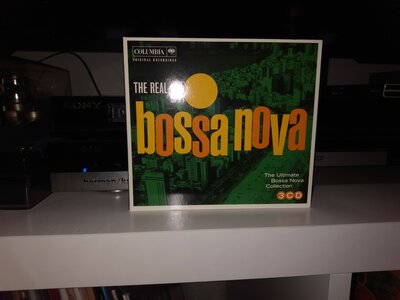 COLUMBIA
ORIGINAL RECORDINGS
THE REAL
bossa nova
The Ultimate
Bossa Nova
Collection
3CD
SONY
harman/